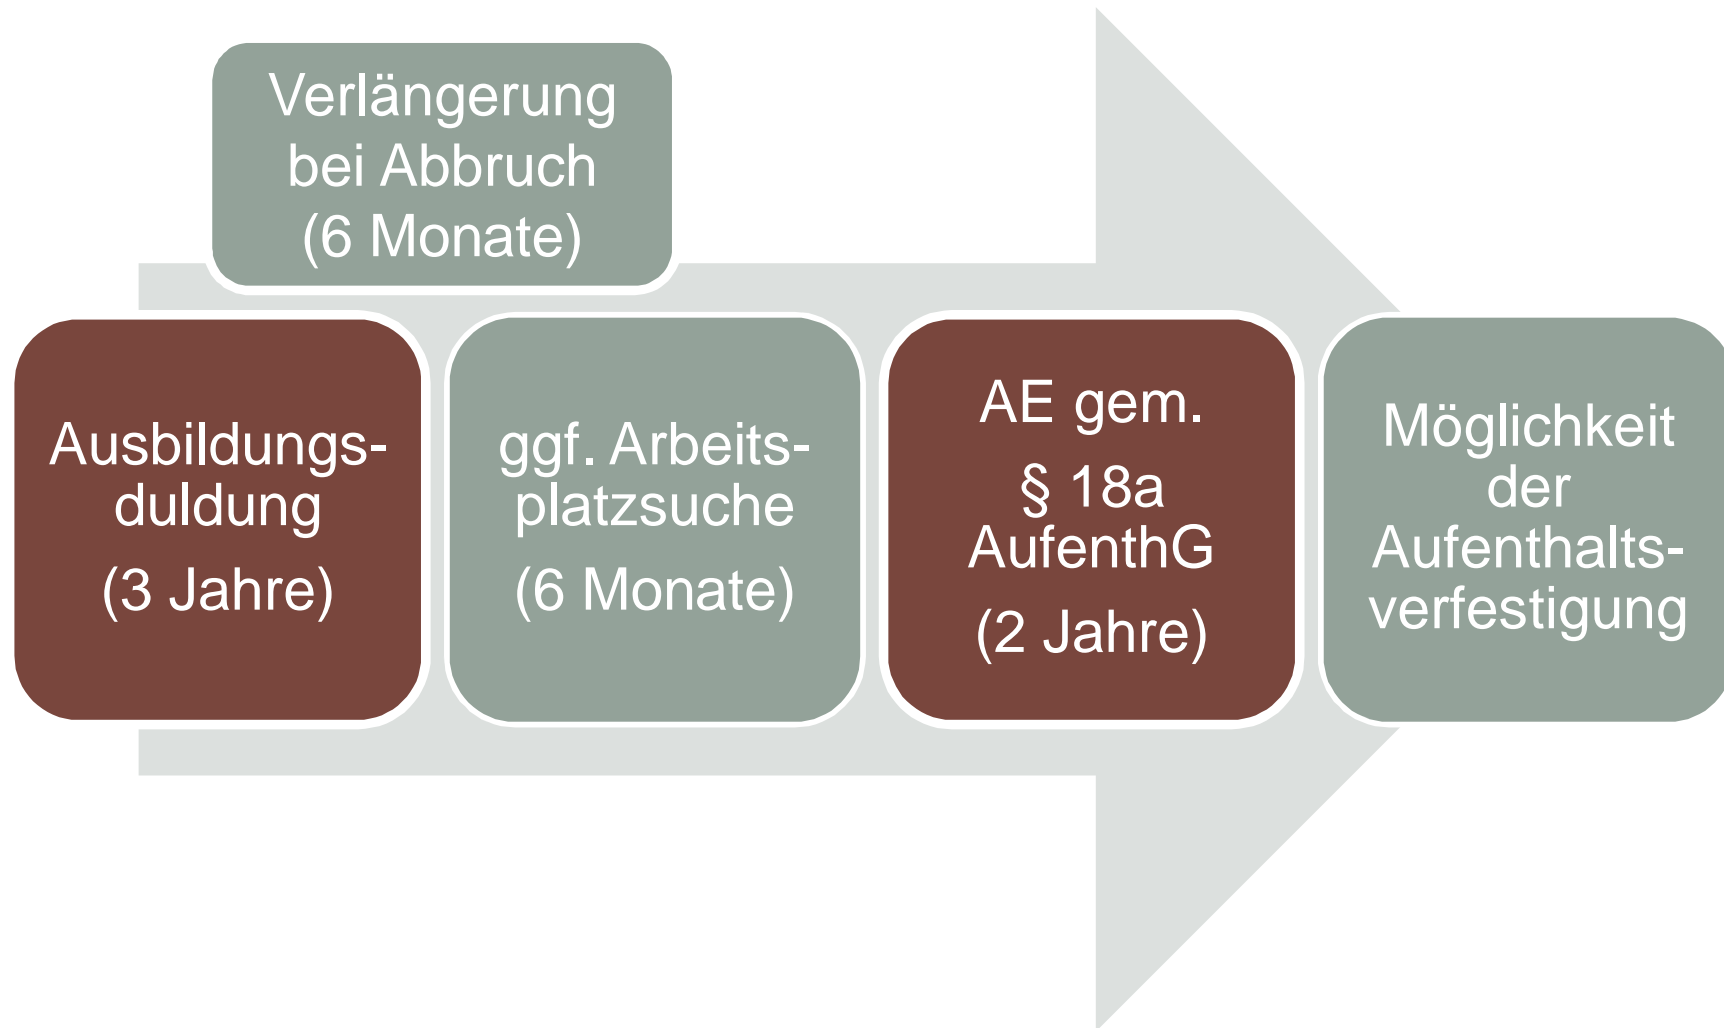 Verlängerung
bei Abbruch
(6 Monate)
Ausbildungs-
duldung
(3 Jahre)
ggf. Arbeits-
platzsuche
(6 Monate)
AE gem.
§ 18a
AufenthG
(2 Jahre)
Möglichkeit
der
Aufenthalts-
verfestigung